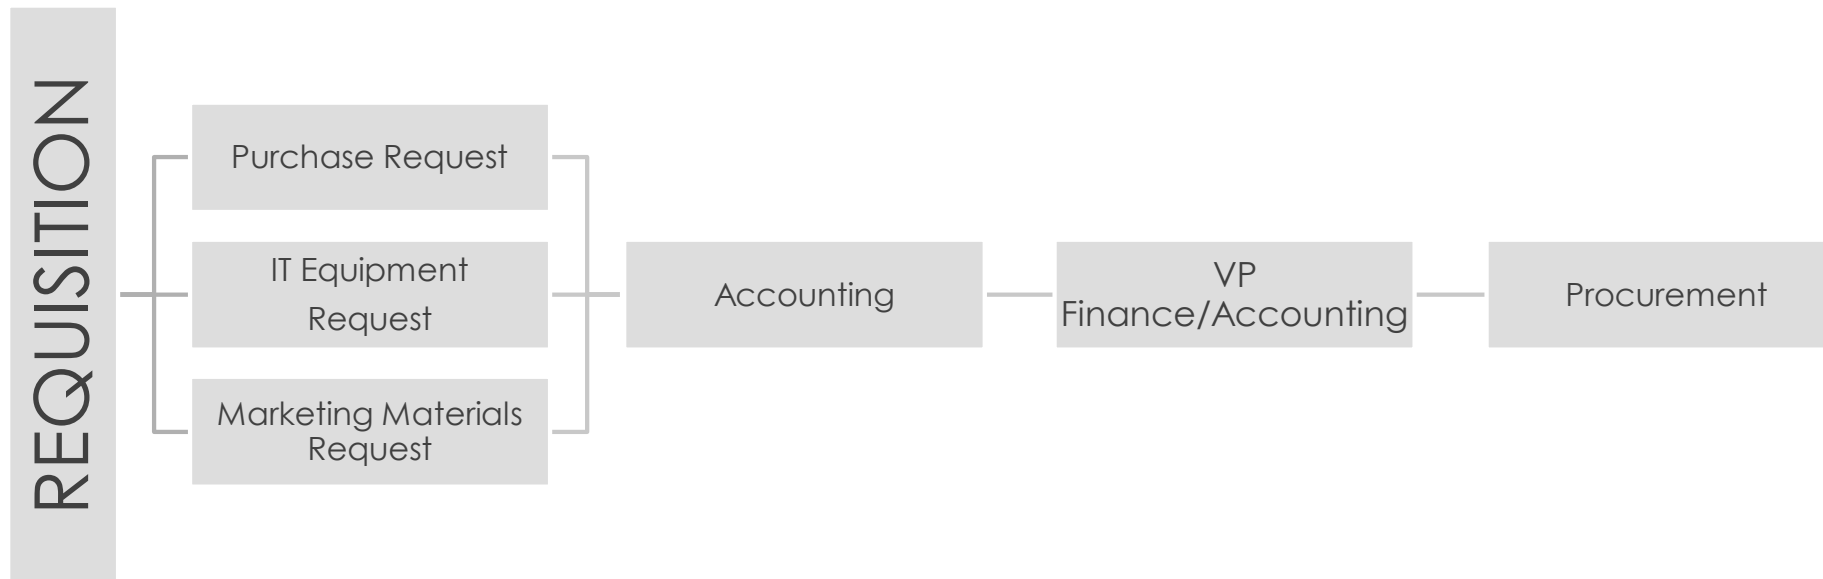 REQUISITION
Purchase Request
IT Equipment
Request
Marketing Materials
Request
Accounting
VP
Finance/Accounting
Procurement